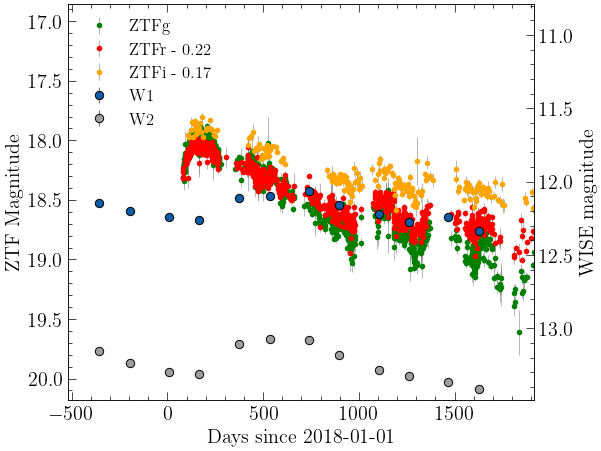 ZTFg
ZTFr - 0.22
ZTFi - 0.17
W1
W2
17.0
17.5
18.0
18.5
19.0
19.5
20.0
ZTF Magnitude
11.0
11.5
12.0
12.5
13.0
WISE magnitude
−500 0 500 1000 1500
Days since 2018-01-01